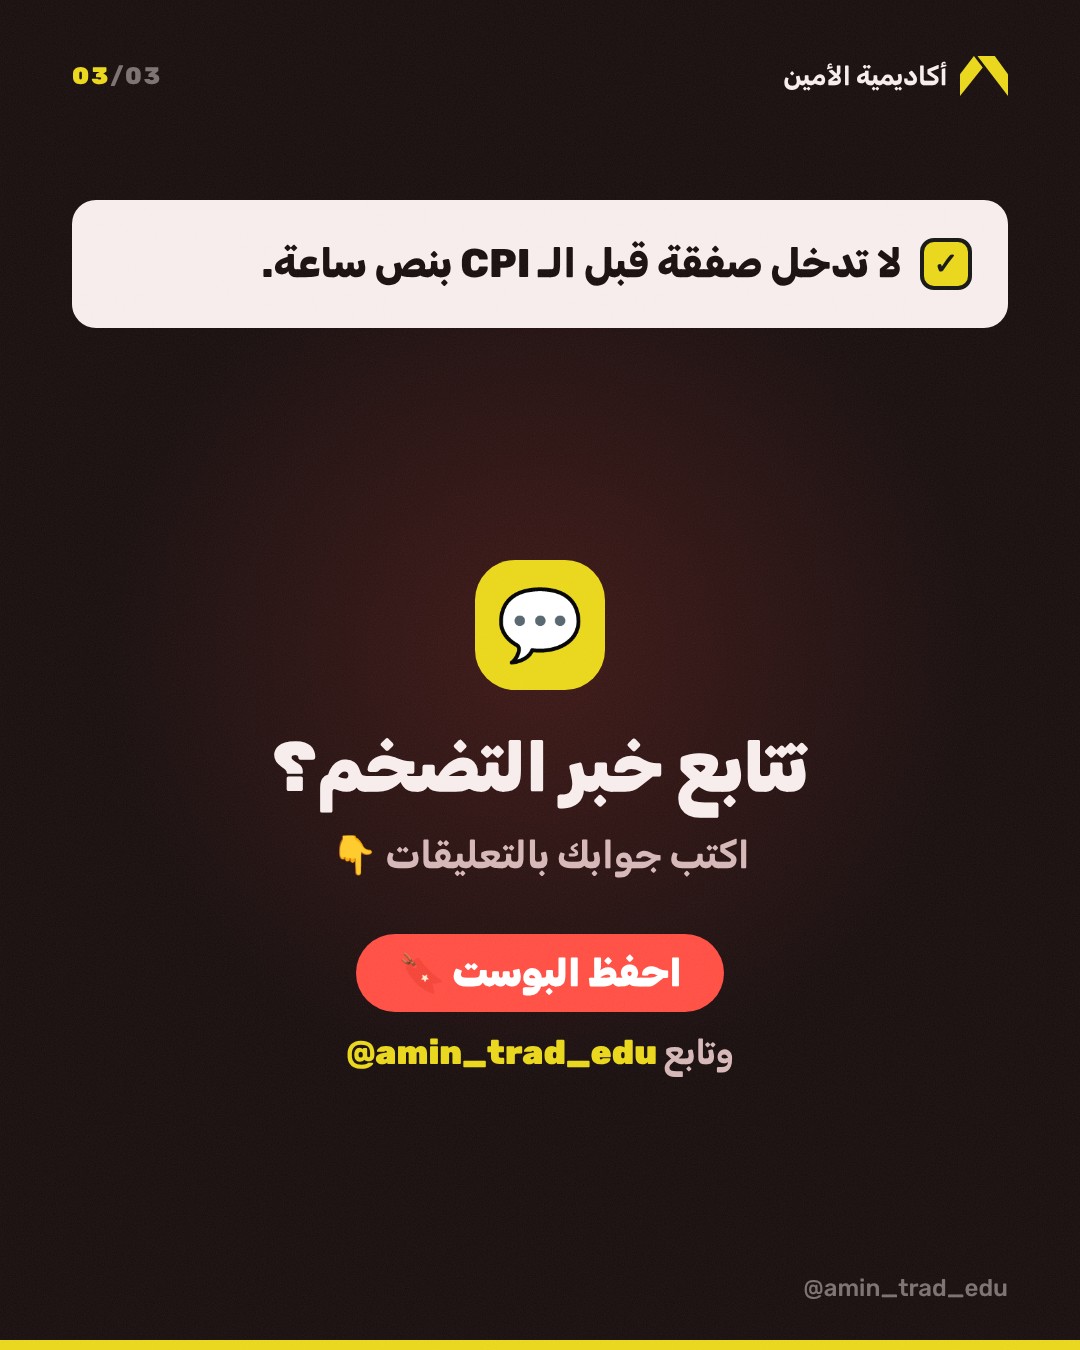 أكاديمية الأمين
03/03
لا تدخل صفقة قبل الـ CPI بنص ساعة.
تتابع خبر التضخم؟
اكتب جوابك بالتعليقات 👇
احفظ البوست 🔖
وتابع @amin_trad_edu
@amin_trad_edu